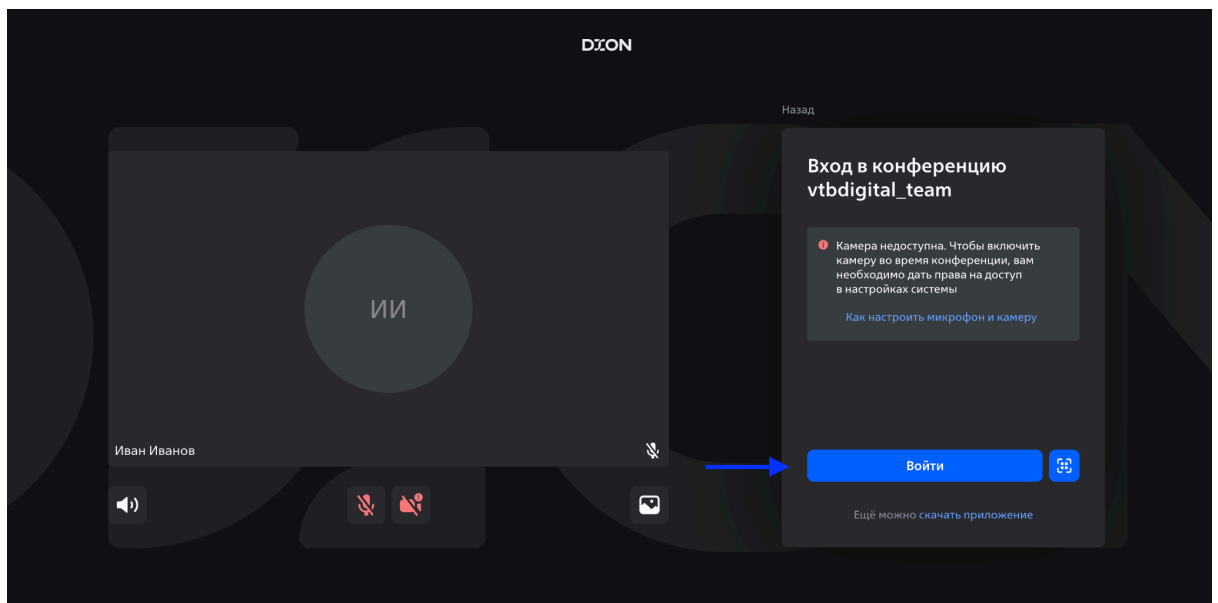 DION
Назад
Вход в конференцию
vtbdigital_team
Камера недоступна. Чтобы включить
камеру во время конференции, вам
необходимо дать права на доступ
в настройках системы
Как настроить микрофон и камеру
ИИ
Иван Иванов
Войти
Ещё можно скачать приложение